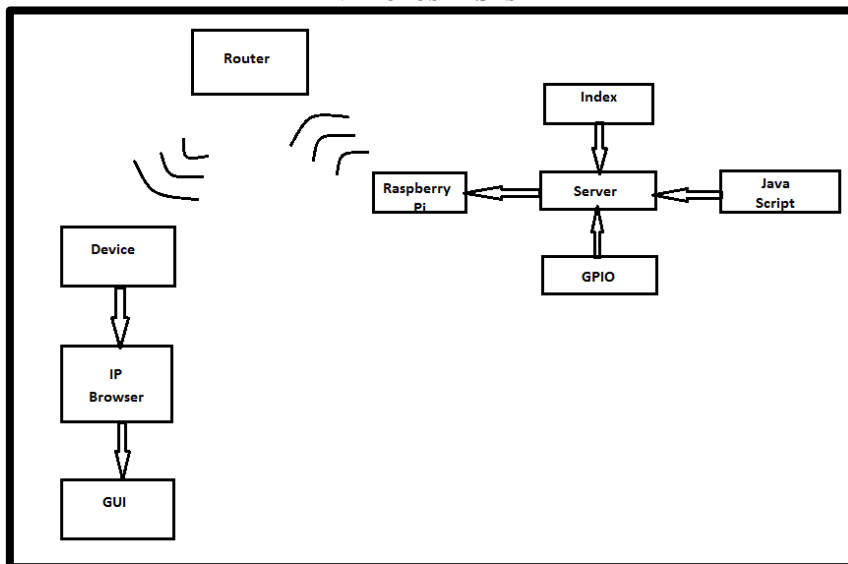 Router
Index
Raspberry
Pi
Server
Java
Script
Device
GPIO
IP
Browser
GUI